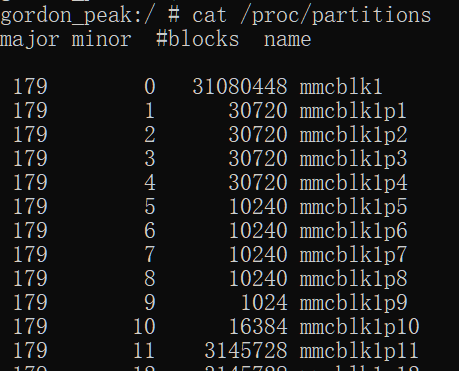 gordon_peak:/ # cat /proc/partitions
major minor  #blocks  name

 179        0   31080448 mmcblk1
 179        1      30720 mmcblk1p1
 179        2      30720 mmcblk1p2
 179        3      30720 mmcblk1p3
 179        4      30720 mmcblk1p4
 179        5      10240 mmcblk1p5
 179        6      10240 mmcblk1p6
 179        7      10240 mmcblk1p7
 179        8      10240 mmcblk1p8
 179        9       1024 mmcblk1p9
 179       10      16384 mmcblk1p10
 179       11    3145728 mmcblk1p11